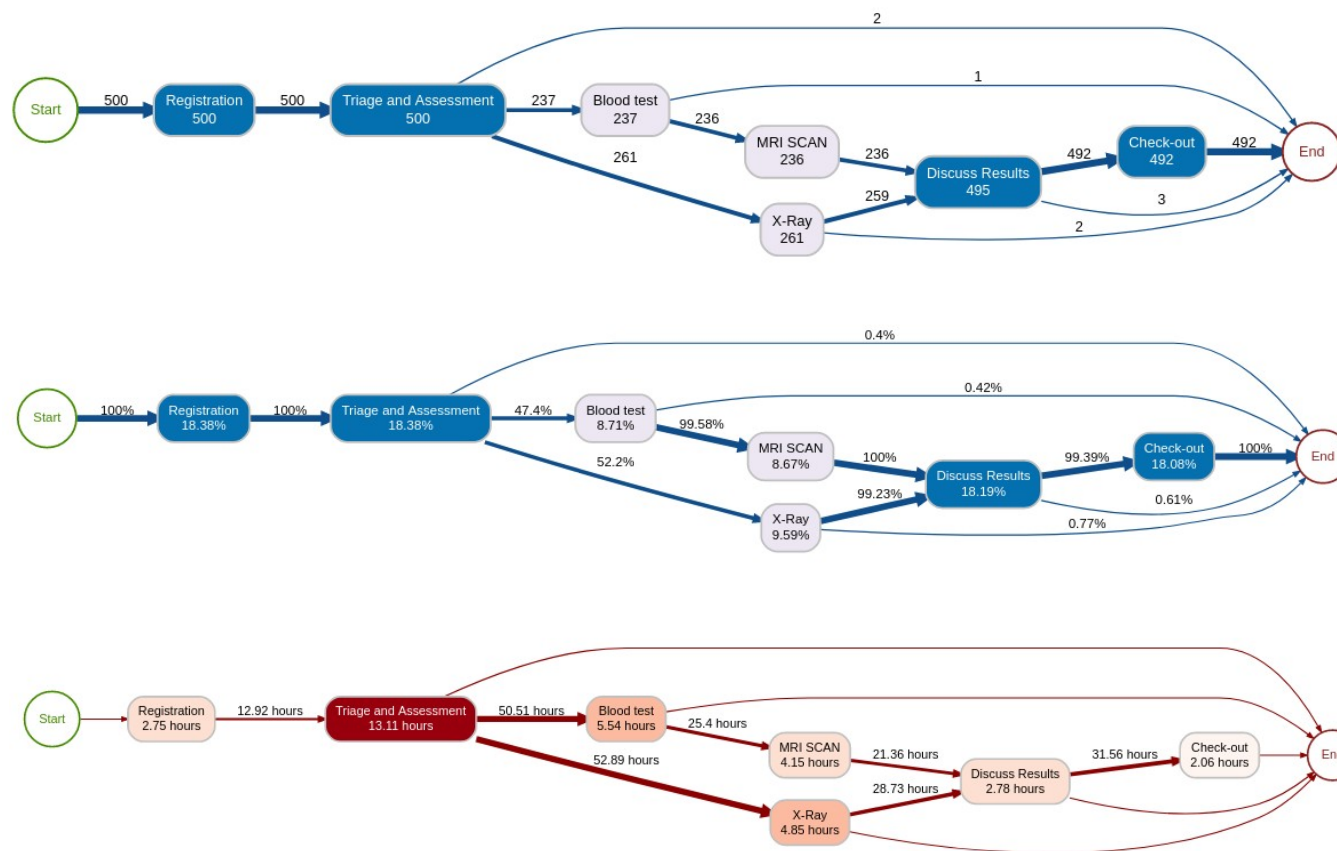 2
500
500
237
1
Start
Registration
500
Triage and Assessment
500
Blood test
237
236
MRI SCAN
236
236
261
492
Check-out
492
492
End
Discuss Results
495
259
X-Ray
261
3
2
0.4%
100%
100%
47.4%
0.42%
Start
Registration
18.38%
Triage and Assessment
18.38%
Blood test
8.71%
99.58%
MRI SCAN
8.67%
100%
52.2%
99.39%
Check-out
18.08%
100%
End
Discuss Results
18.19%
99.23%
X-Ray
9.59%
0.61%
0.77%
Start
Registration
2.75 hours
12.92 hours
Triage and Assessment
13.11 hours
50.51 hours
Blood test
5.54 hours
25.4 hours
MRI SCAN
4.15 hours
21.36 hours
52.89 hours
31.56 hours
Check-out
2.06 hours
En
Discuss Results
2.78 hours
28.73 hours
X-Ray
4.85 hours